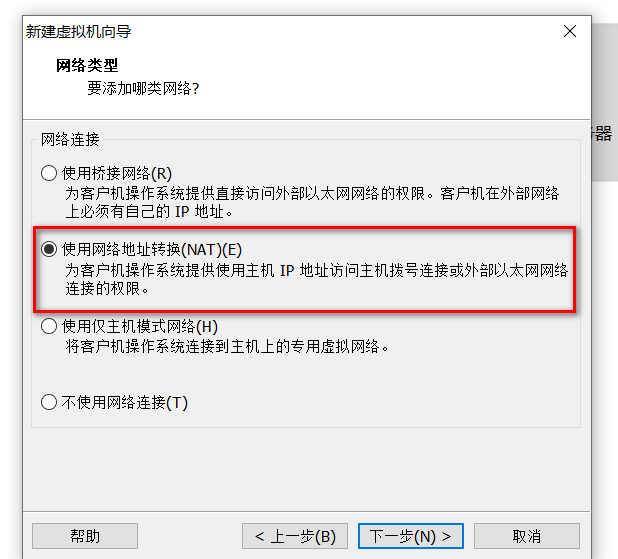 新建虚拟机向导
网络类型
要添加哪类网络?
器
网络连接
使用桥接网络(R)
为客户机操作系统提供直接访问外部以太网网络的权限。客户机在外部网络
上必须有自己的 IP 地址。
使用网络地址转换(NAT)(E)
为客户机操作系统提供使用主机 IP 地址访问主机拨号连接或外部以太网网络
连接的权限。
使用仅主机模式网络(H)
将客户机操作系统连接到主机上的专用虚拟网络。
不使用网络连接(T)
帮助
< 上一步(B)
下一步(N) >
取消